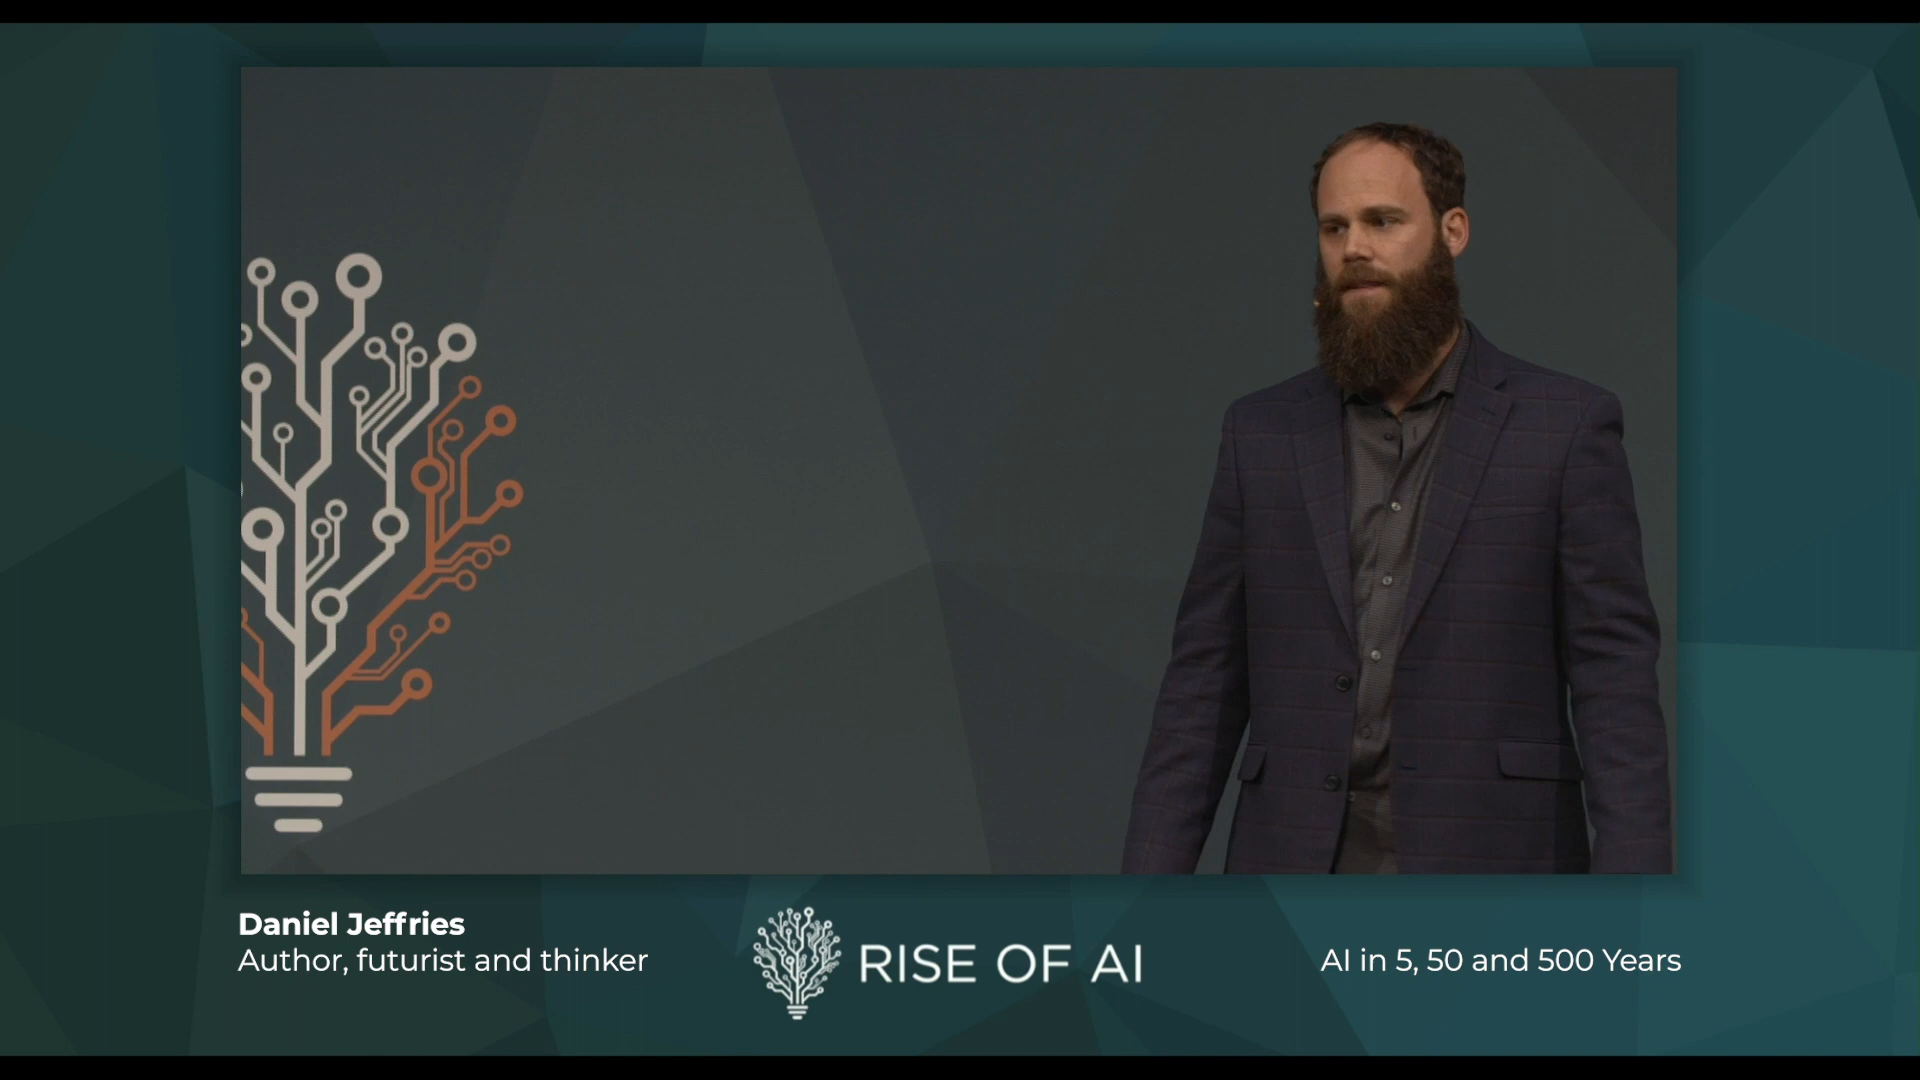 Daniel Jeffries
Author, futurist and thinker
RISE OF AI
AI in 5, 50 and 500 Years